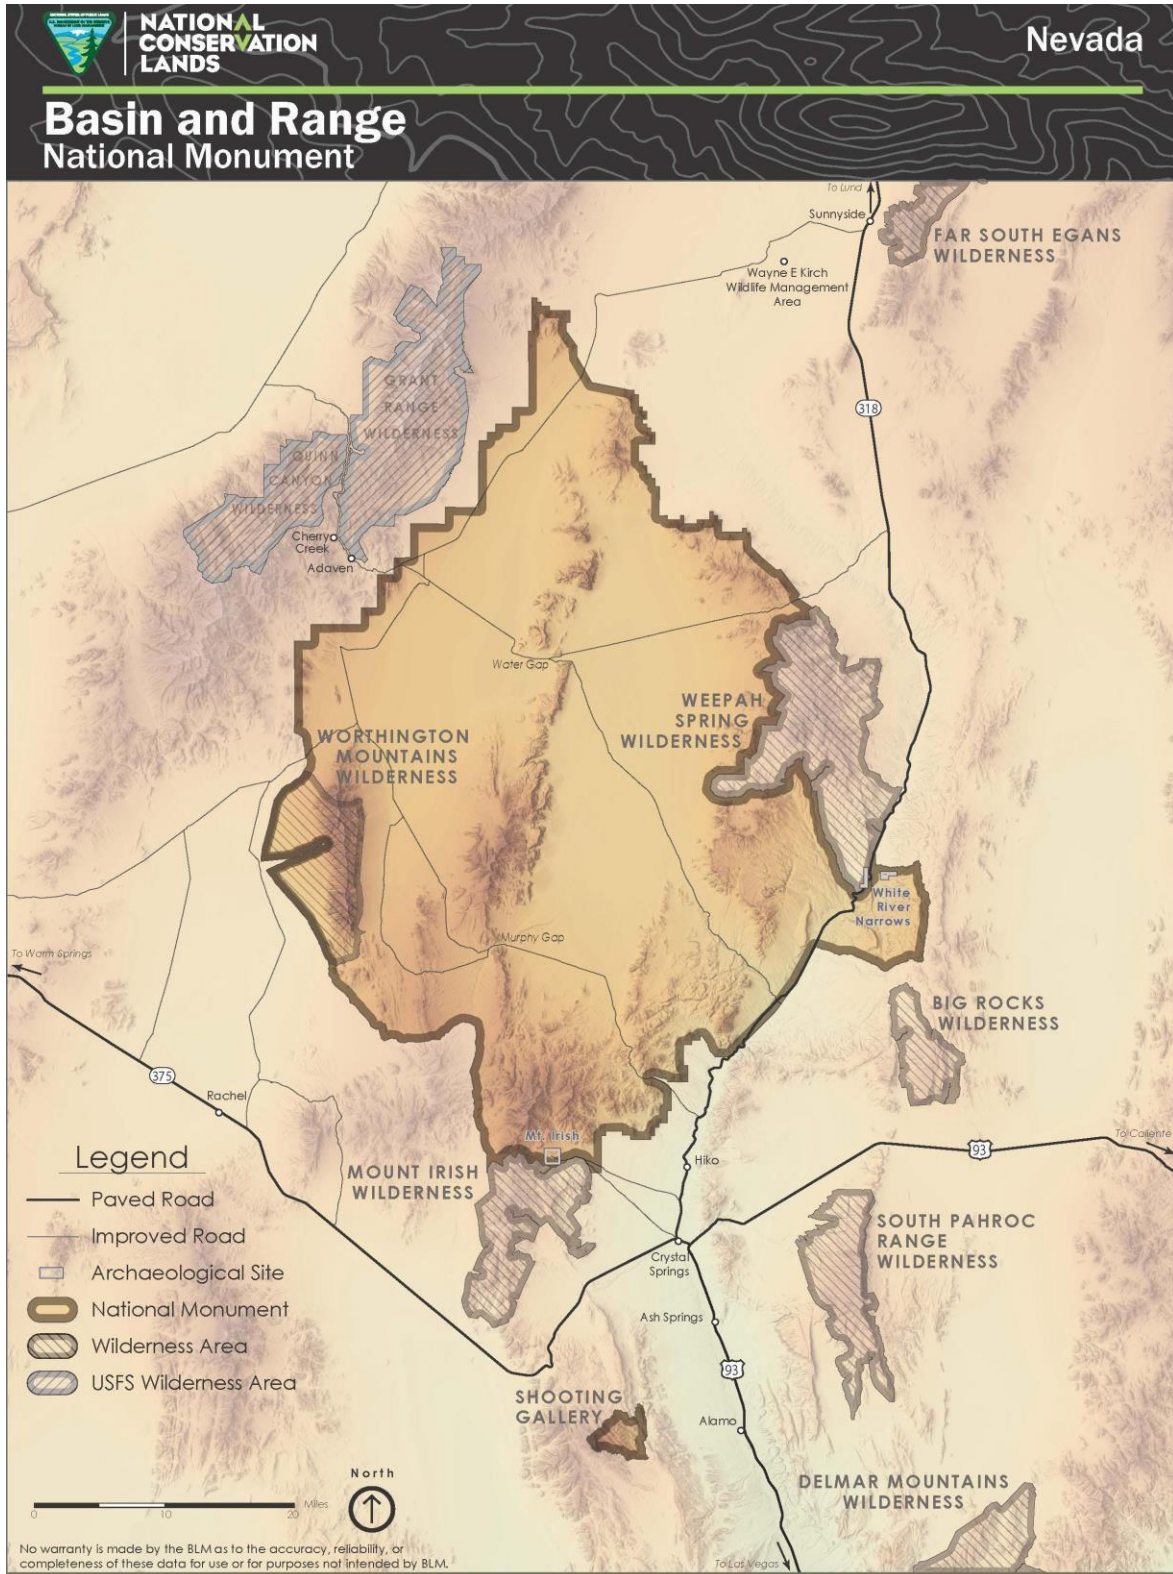 NATIONAL
CONSERVATION
LANDS
Nevada
Basin and Range
National Monument
To Lund
Sunnyside
FAR SOUTH EGANS
WILDERNESS
Wayne E Kirch
Wildlife Management
Area
GRANT
RANGE
WILDERNESS
318
QUINN
CANYON
WILDERNESS
Cherry
Creek
Adaven
Water Gap
WEEPAH
SPRING
WILDERNESS
WORTHINGTON
MOUNTAINS
WILDERNESS
White
River
Narrows
Murphy Gap
To Warm Springs
BIG ROCKS
WILDERNESS
375
Rachel
Mt. Irish
To Caliente
93
Hiko
MOUNT IRISH
WILDERNESS
SOUTH PAHROC
RANGE
WILDERNESS
Crystal
Springs
Ash Springs
93
SHOOTING
GALLERY
Alamo
DELMAR MOUNTAINS
WILDERNESS
To Las Vegas
Legend
Paved Road
Improved Road
Archaeological Site
National Monument
Wilderness Area
USFS Wilderness Area
North
Miles
0 10 20
No warranty is made by the BLM as to the accuracy, reliability, or
completeness of these data for use or for purposes not intended by BLM.